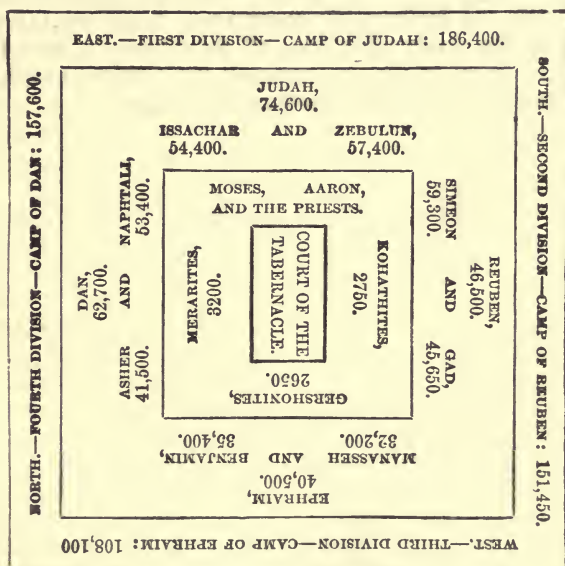 EAST.—FIRST DIVISION—CAMP OF JUDAH: 186,400.
JUDAH,
74,600.
ISSACHAR AND ZEBULUN,
54,400. 57,400.
SOUTH.—SECOND DIVISION—CAMP OF REUBEN: 151,450.
REUBEN,
46,500.
SIMEON AND GAD,
59,300. 45,650.
WEST.—THIRD DIVISION—CAMP OF EPHRAIM: 108,100
EPHRAIM,
40,500.
MANASSEH AND BENJAMIN,
32,200. 35,400.
NORTH.—FOURTH DIVISION—CAMP OF DAN: 157,600.
DAN,
62,700.
ASHER AND NAPHTALI,
41,500. 53,400.
MOSES, AARON,
AND THE PRIESTS.
KOHATHITES,
2750.
GERSHONITES,
2650.
MERARITES,
3200.
COURT OF THE
TABERNACLE.